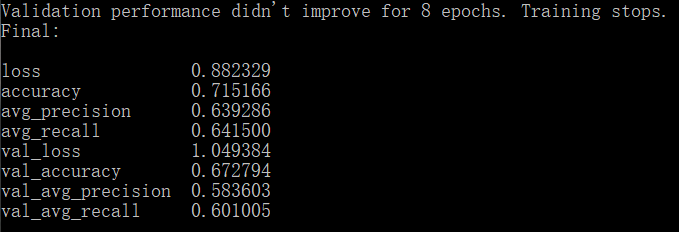 Validation performance didn't improve for 8 epochs. Training stops.
Final:
loss 0.882329
accuracy 0.715166
avg_precision 0.639286
avg_recall 0.641500
val_loss 1.049384
val_accuracy 0.672794
val_avg_precision 0.583603
val_avg_recall 0.601005